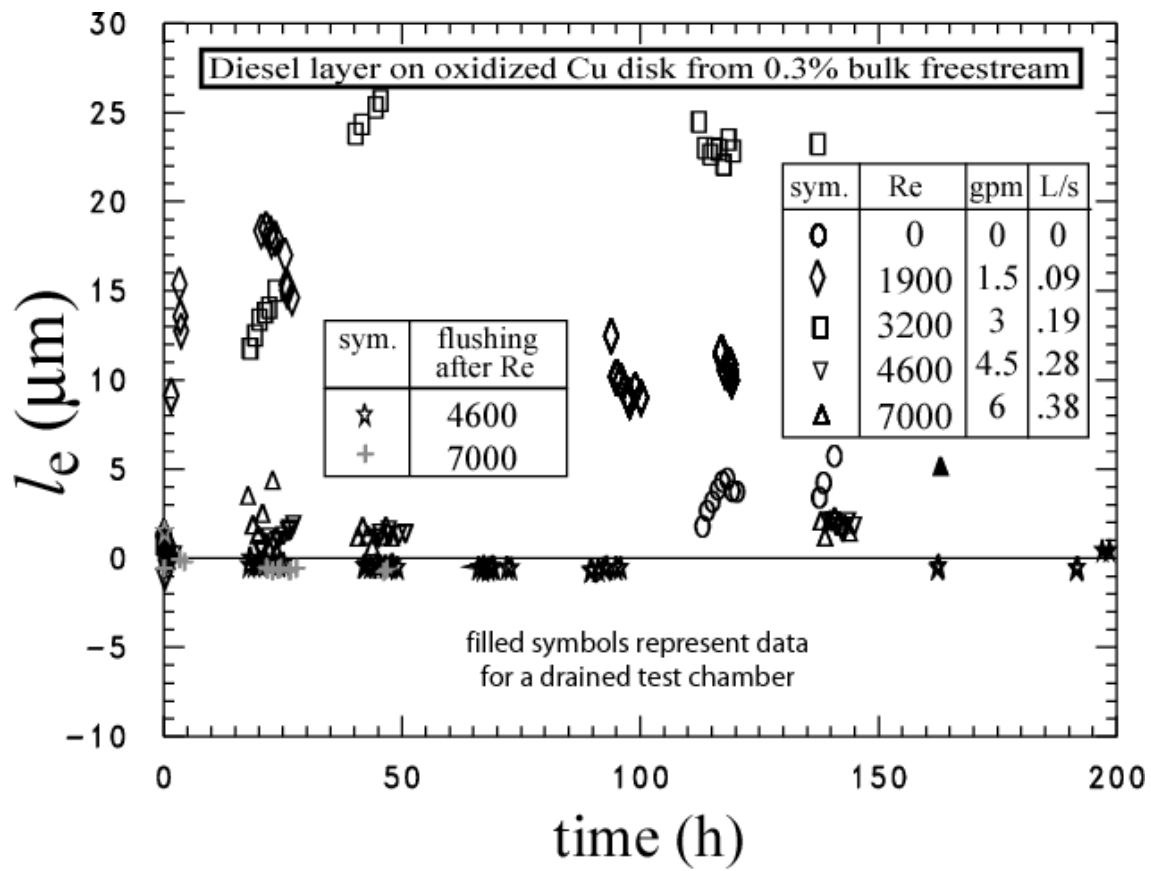 30
25
20
15
10
5
0
-5
-10
0 50 100 150 200
le (μm)
time (h)
Diesel layer on oxidized Cu disk from 0.3% bulk freestream
sym. Re gpm L/s
0 0 0
1900 1.5 .09
3200 3 .19
4600 4.5 .28
7000 6 .38
sym. flushing
after Re
4600
7000
filled symbols represent data
for a drained test chamber